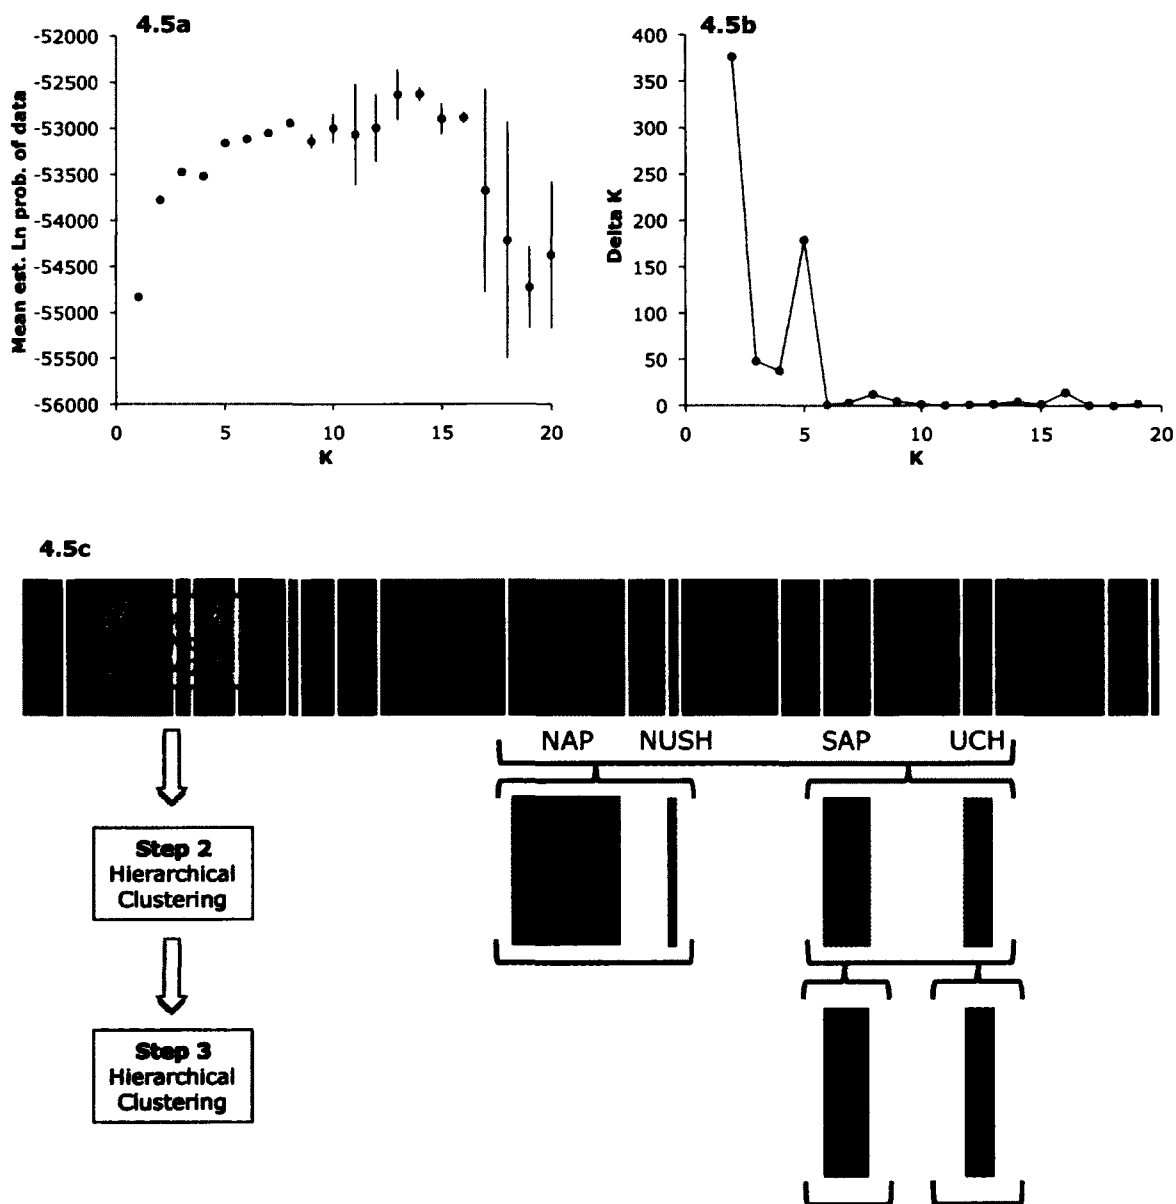 4.5a
-52000
-52500
-53000
-53500
-54000
-54500
-55000
-55500
-56000
Mean est. Ln prob. of data
0 5 10 15 20
K
4.5b
400
350
300
250
200
150
100
50
0
Delta K
0 5 10 15 20
K
4.5c
NAP NUSH SAP UCH
Step 2
Hierarchical
Clustering
Step 3
Hierarchical
Clustering